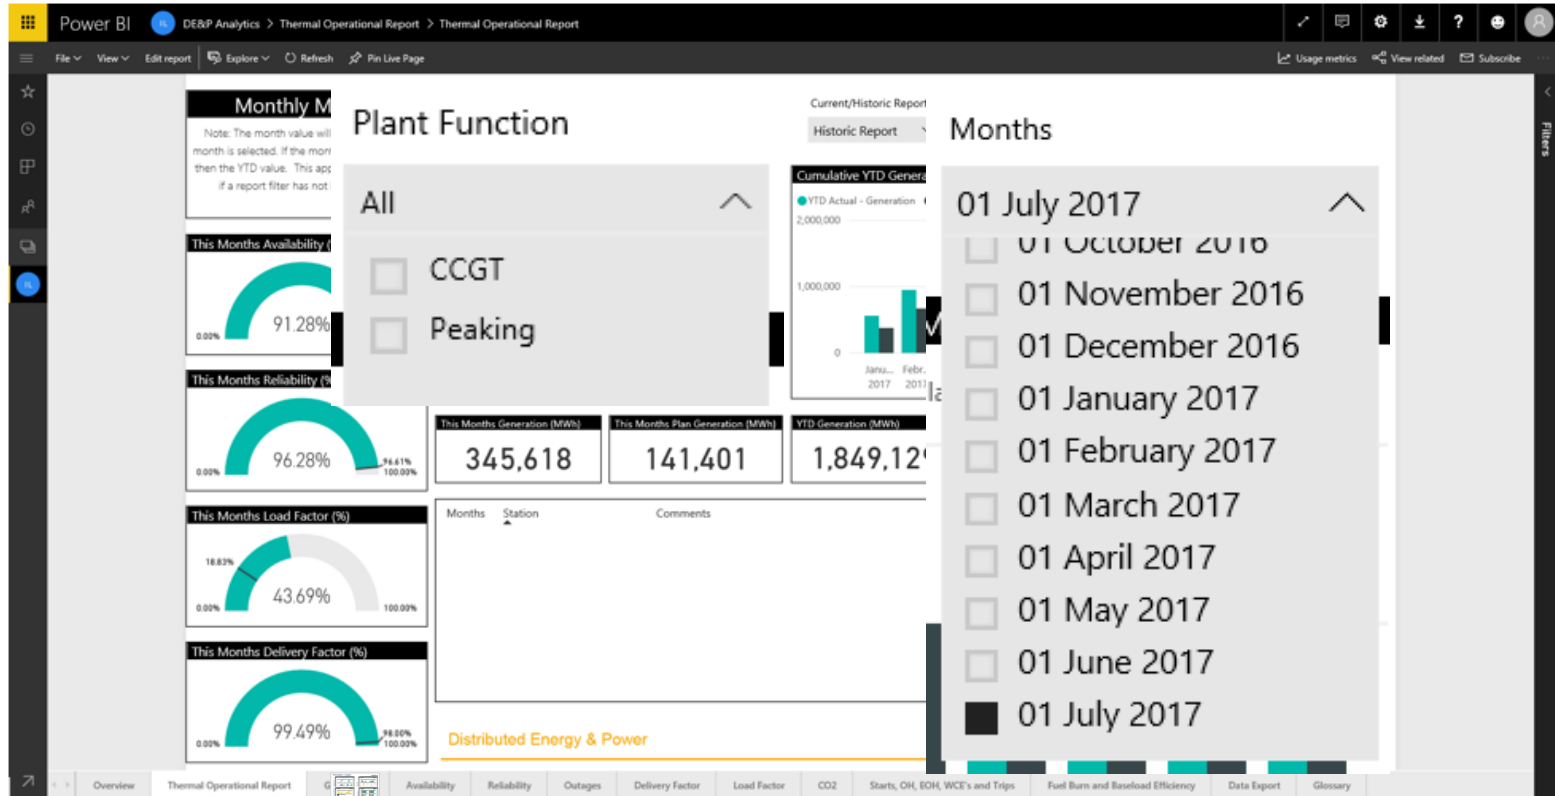 Power BI
IL
DE&P Analytics > Thermal Operational Report > Thermal Operational Report
File View Edit report Explore Refresh Pin Live Page
Usage metrics View related Subscribe
Filters
Monthly M
Note: The month value will
month is selected. If the mon
then the YTD value. This app
if a report filter has not
Plant Function
All
CCGT
Peaking
Current/Historic Report
Historic Report
Months
01 July 2017
01 October 2016
01 November 2016
01 December 2016
01 January 2017
01 February 2017
01 March 2017
01 April 2017
01 May 2017
01 June 2017
01 July 2017
Cumulative YTD Genera
YTD Actual - Generation
2,000,000
1,000,000
0
Janu... Febr.
2017 2017
This Months Availability (
91.28%
0.00%
IL
This Months Reliability (%
96.28%
0.00%
96.61%
100.00%
This Months Load Factor (%)
18.83%
43.69%
0.00%
100.00%
This Months Delivery Factor (%)
99.49%
0.00%
98.00%
100.00%
This Months Generation (MWh) This Months Plan Generation (MWh) YTD Generation (MWh)
345,618 141,401 1,849,129
Months Station Comments
Distributed Energy & Power
Overview Thermal Operational Report G Availability Reliability Outages Delivery Factor Load Factor CO2 Starts, OH, EOH, WCE's and Trips Fuel Burn and Baseload Efficiency Data Export Glossary